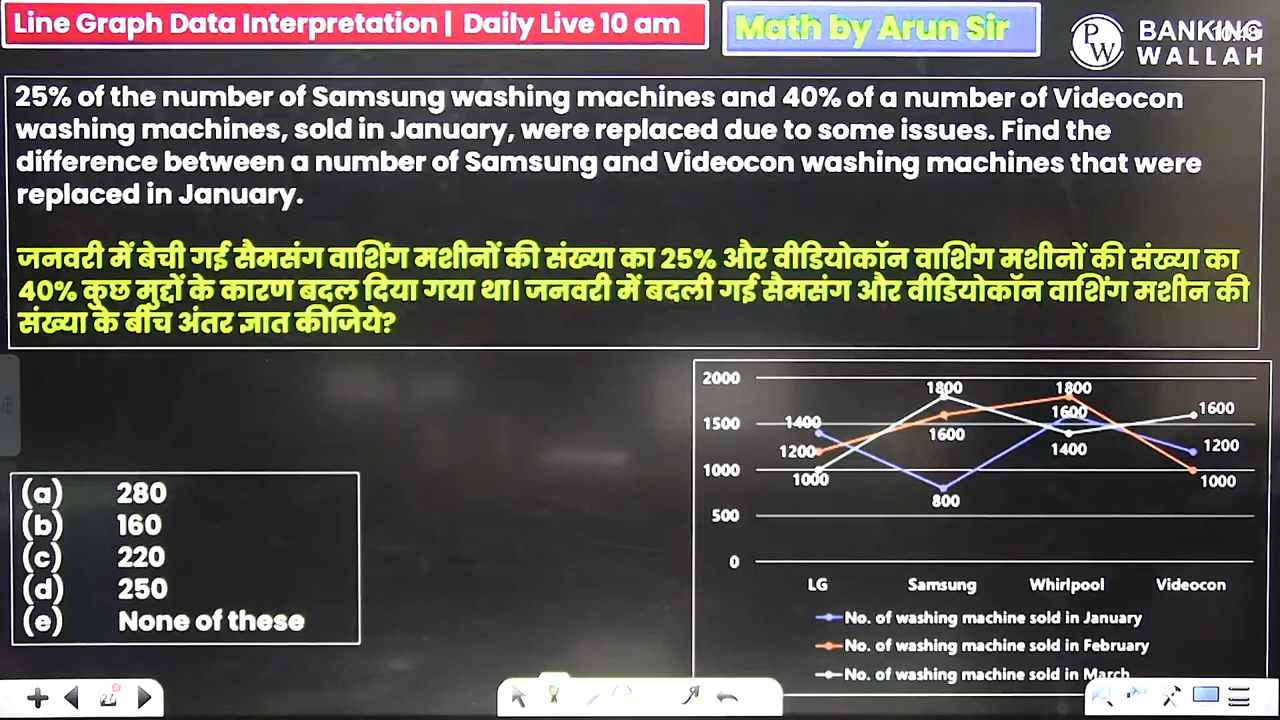 Line Graph Data Interpretation | Daily Live 10 am
Math by Arun Sir
PW
BANKING
WALLAH
25% of the number of Samsung washing machines and 40% of a number of Videocon
washing machines, sold in January, were replaced due to some issues. Find the
difference between a number of Samsung and Videocon washing machines that were
replaced in January.
जनवरी में बेची गई सैमसंग वाशिंग मशीनों की संख्या का 25% और वीडियोकॉन वाशिंग मशीनों की संख्या का
40% कुछ मुद्दों के कारण बदल दिया गया था। जनवरी में बदली गई सैमसंग और वीडियोकॉन वाशिंग मशीन की
संख्या के बीच अंतर ज्ञात कीजिये?
(a) 280
(b) 160
(c) 220
(d) 250
(e) None of these
2000
1800
1800
1400
1500
1600
1600
1200
1600
1200
1400
1000
1000
1000
800
500
0
LG Samsung Whirlpool Videocon
No. of washing machine sold in January
No. of washing machine sold in February
No. of washing machine sold in March
27